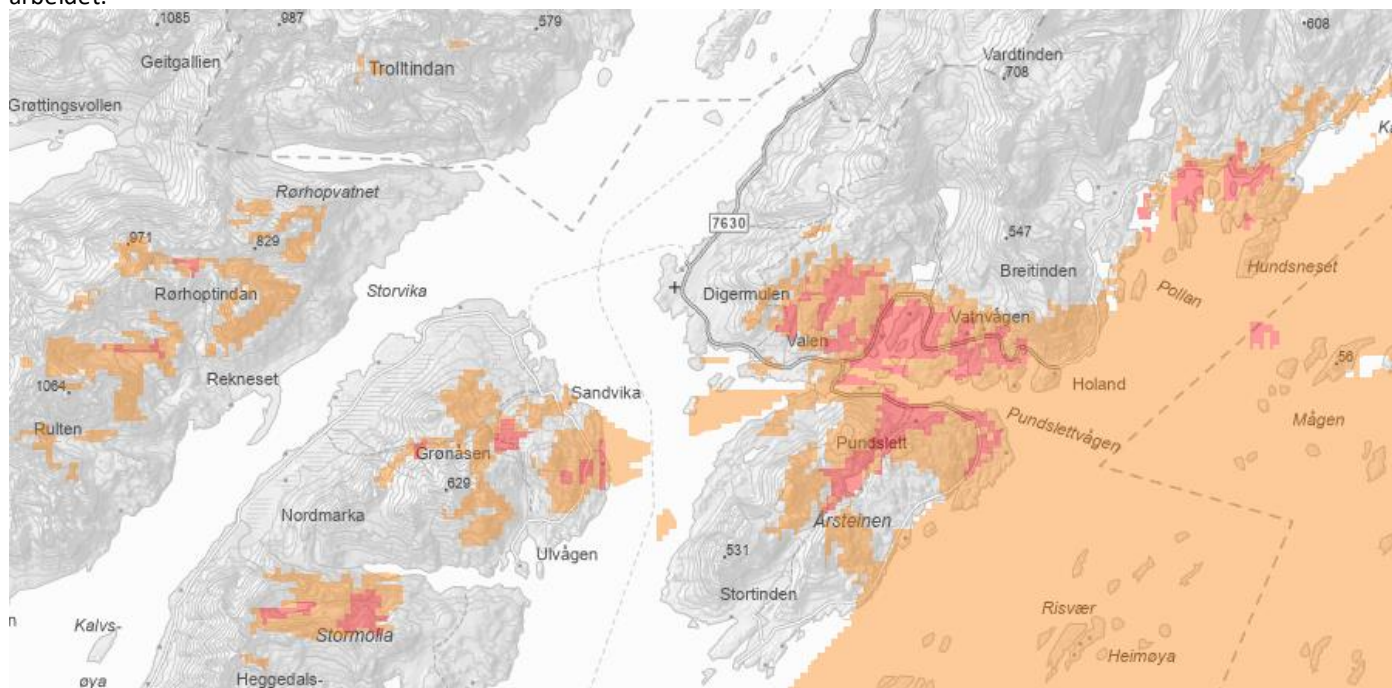 arbeidet.
1085
987
579
608
Geitgallien
Trolltindan
Vardtinden
708
Grøttingsvollen
Rørhopvatnet
971
829
7630
547
Hundsneset
Breitinden
Rørhoptindan
Storvika
Digermulen
Pollan
Vatnvågen
Valen
1064
Rekneset
Sandvika
Holand
56
Rulten
Grønåsen
Pundslett
Pundslettvågen
Mågen
629
Nordmarka
Årsteinen
Ulvågen
531
Stortinden
Risvær
Kalvs-
øya
Stormolla
Heimøya
Heggedals-